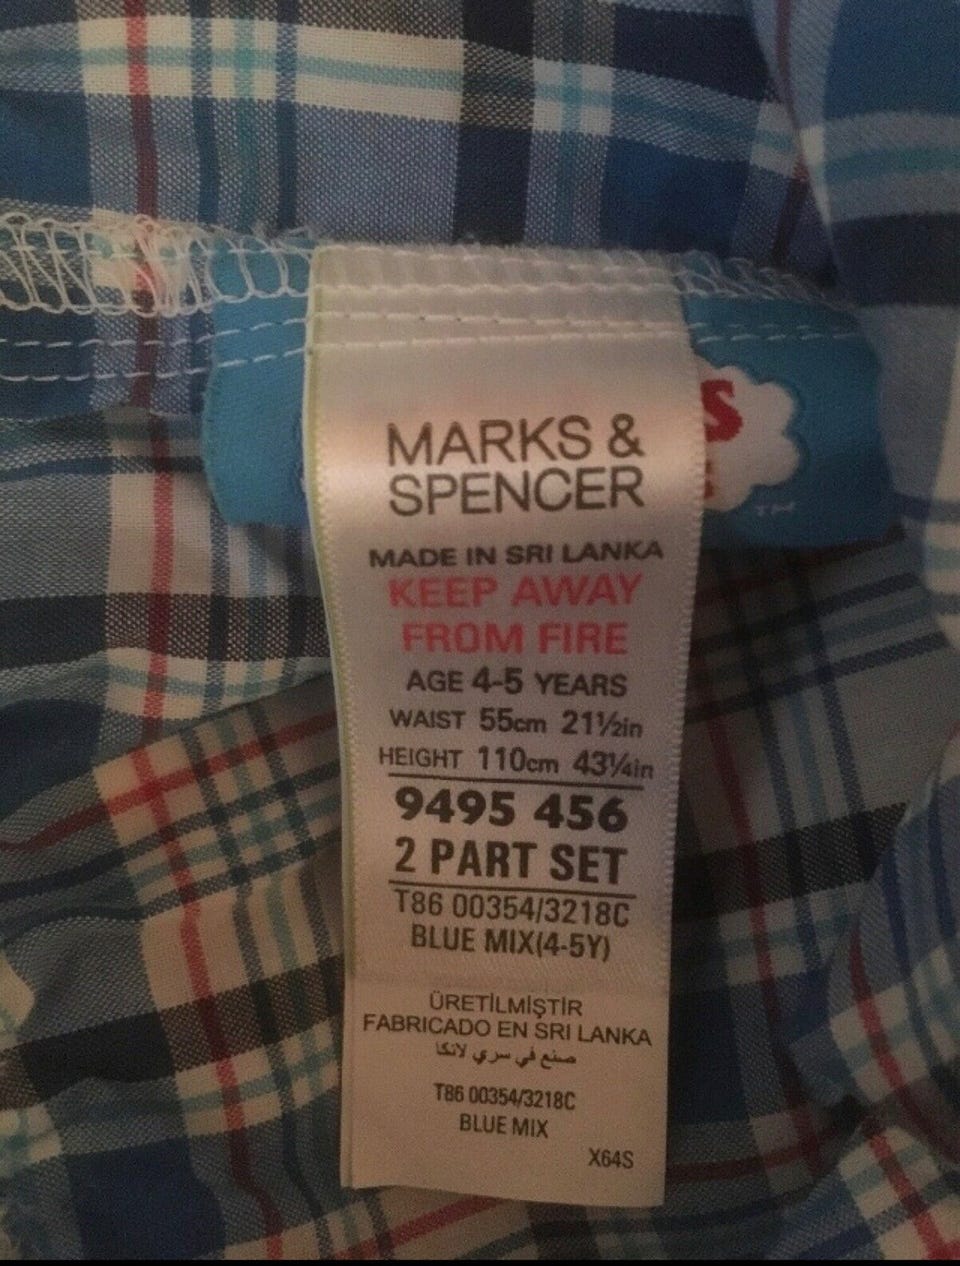 MARKS &
SPENCER
MADE IN SRI LANKA
KEEP AWAY
FROM FIRE
AGE 4-5 YEARS
WAIST 55cm 21½in
HEIGHT 110cm 43¼in
9495 456
2 PART SET
T86 00354/3218C
BLUE MIX(4-5Y)
ÜRETİLMİŞTİR
FABRICADO EN SRI LANKA
صنع في سري لانكا
T86 00354/3218C
BLUE MIX
X64S
S
TM